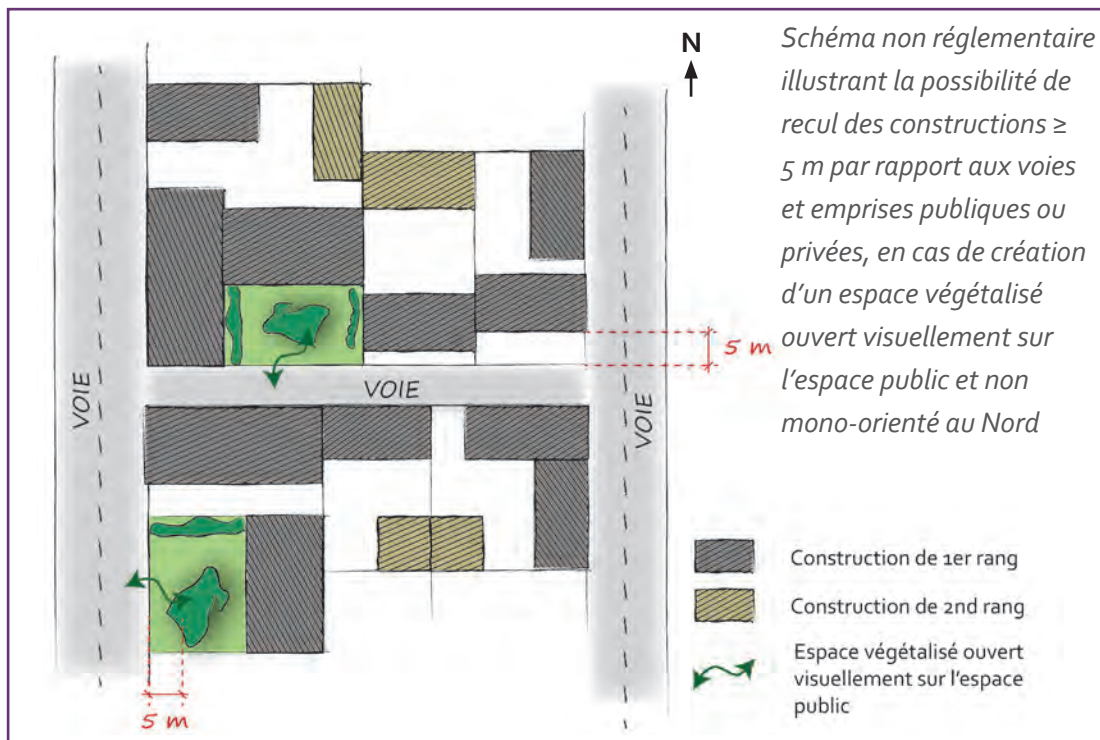 N
Schéma non réglementaire
illustrant la possibilité de
recul des constructions ≥
5 m par rapport aux voies
et emprises publiques ou
privées, en cas de création
d'un espace végétalisé
ouvert visuellement sur
l'espace public et non
mono-orienté au Nord
5 m
VOIE
VOIE
VOIE
5 m
Construction de 1er rang
Construction de 2nd rang
Espace végétalisé ouvert
visuellement sur l'espace
public